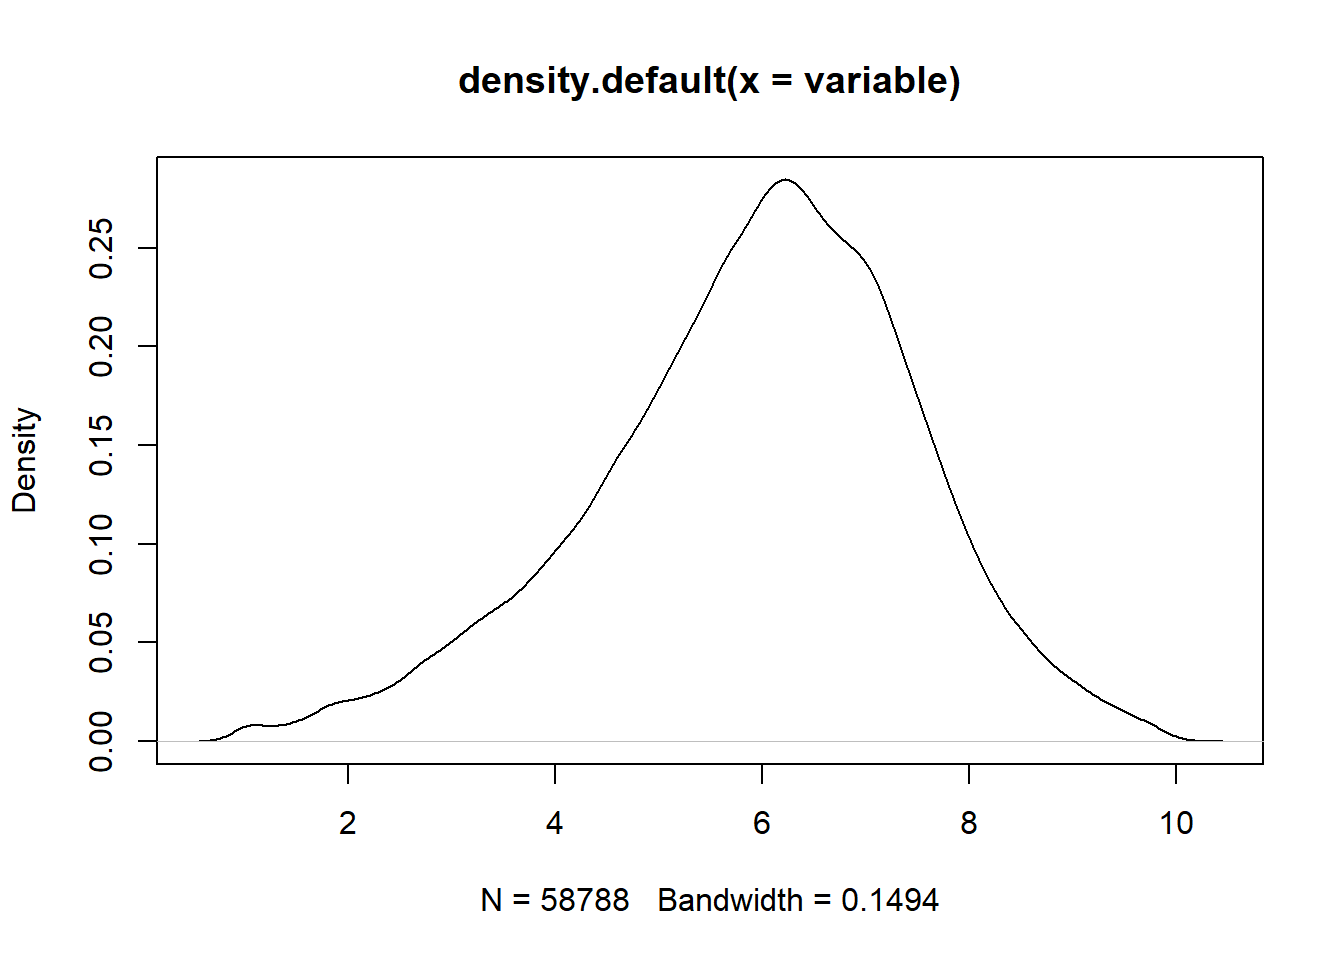 density.default(x = variable)
Density
0.25
0.20
0.15
0.10
0.05
0.00
2 4 6 8 10
N = 58788 Bandwidth = 0.1494